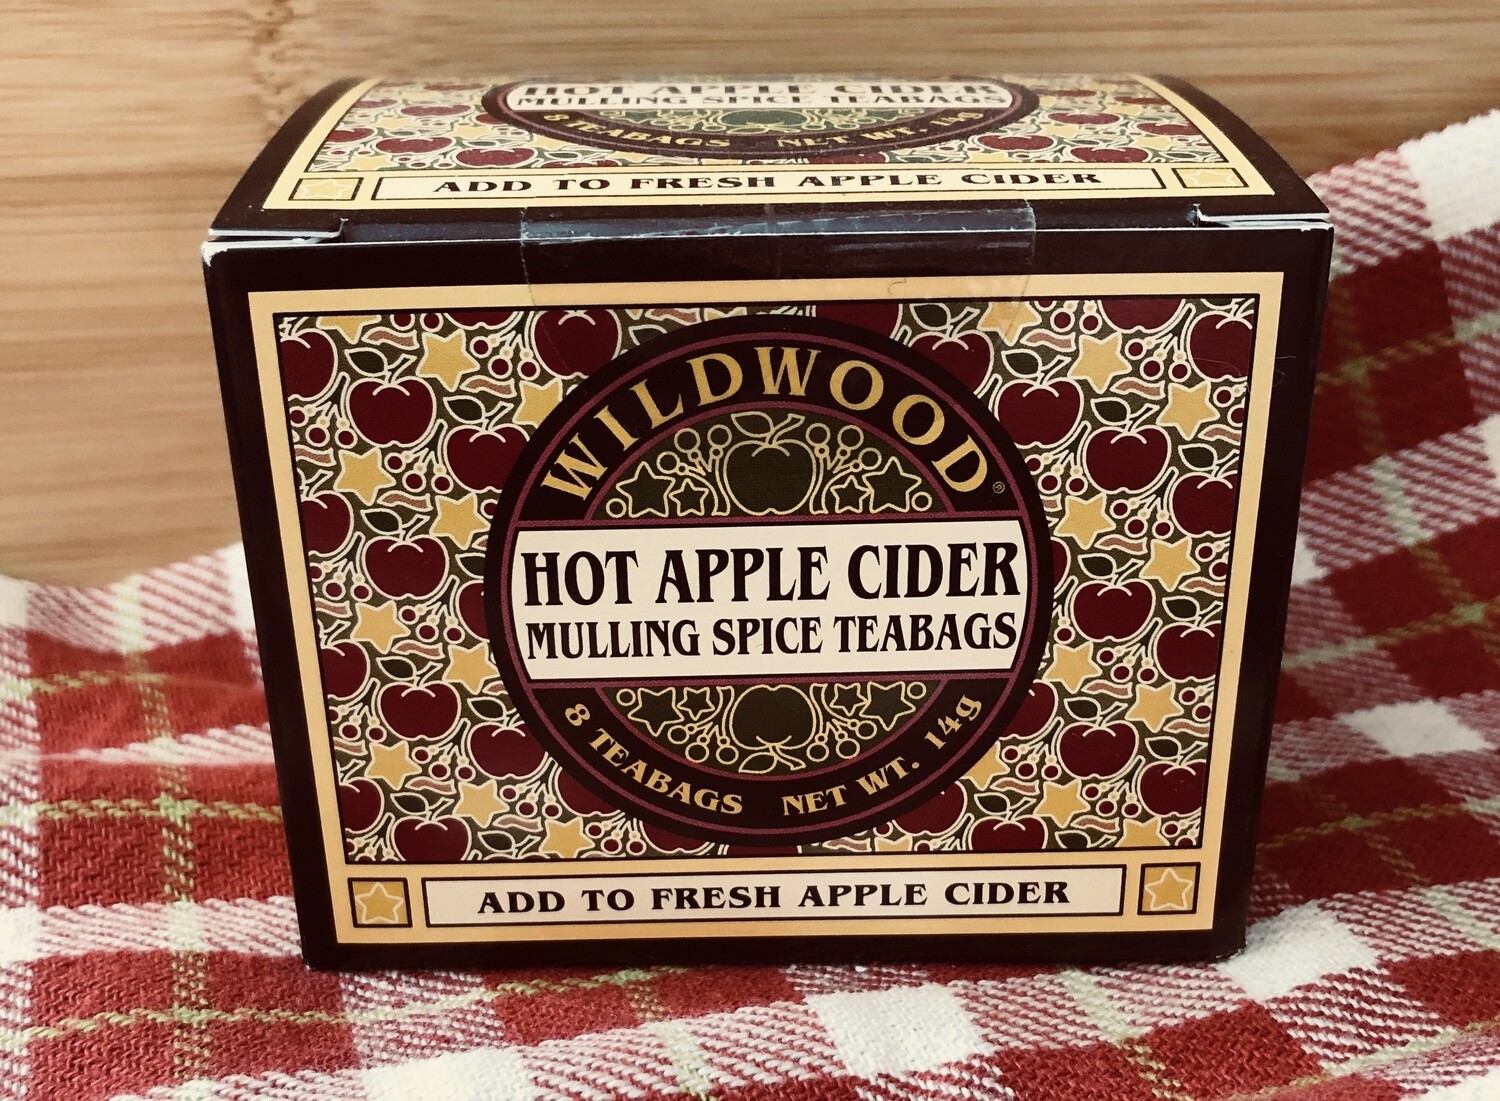 HOT APPLE CIDER
MULLING SPICE TEABAGS
8 TEABAGS NET WT. 14g
ADD TO FRESH APPLE CIDER
WILDWOOD®
HOT APPLE CIDER
MULLING SPICE TEABAGS
8 TEABAGS NET WT. 14g
ADD TO FRESH APPLE CIDER